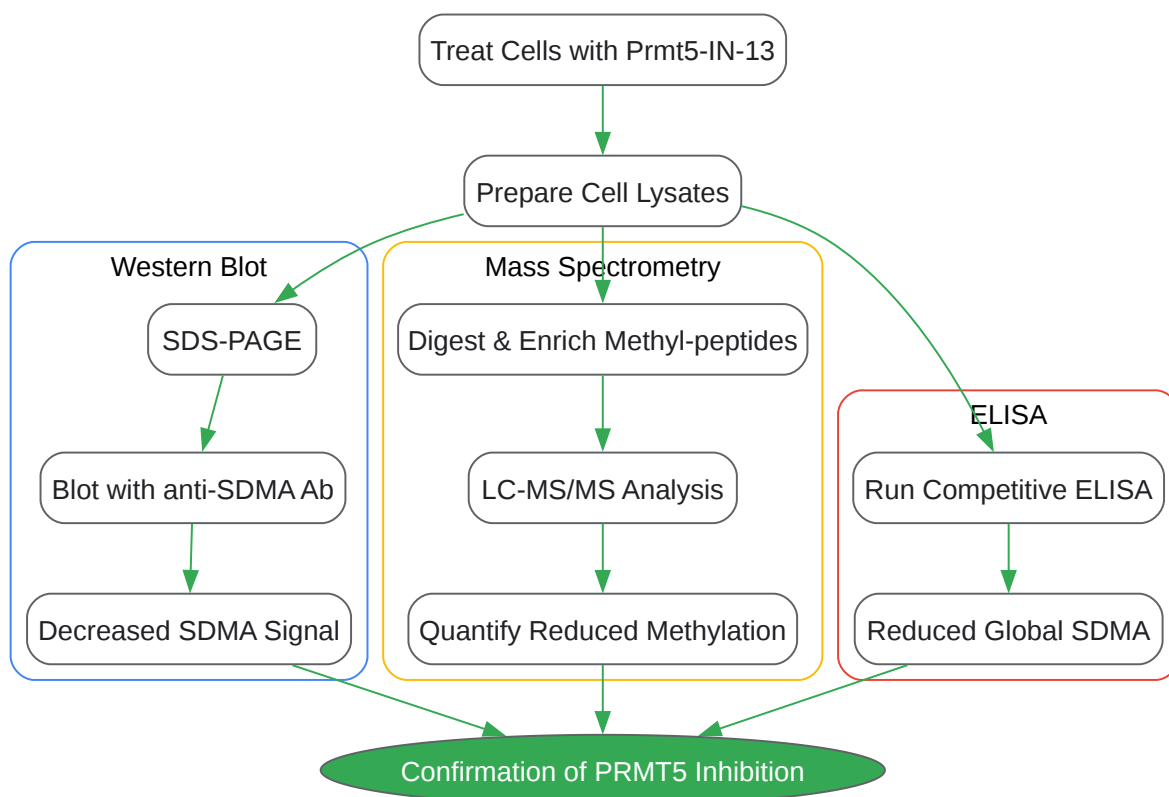 Treat Cells with Prmt5-IN-13
Prepare Cell Lysates
Western Blot
SDS-PAGE
Blot with anti-SDMA Ab
Decreased SDMA Signal
Mass Spectrometry
Digest & Enrich Methyl-peptides
LC-MS/MS Analysis
Quantify Reduced Methylation
ELISA
Run Competitive ELISA
Reduced Global SDMA
Confirmation of PRMT5 Inhibition